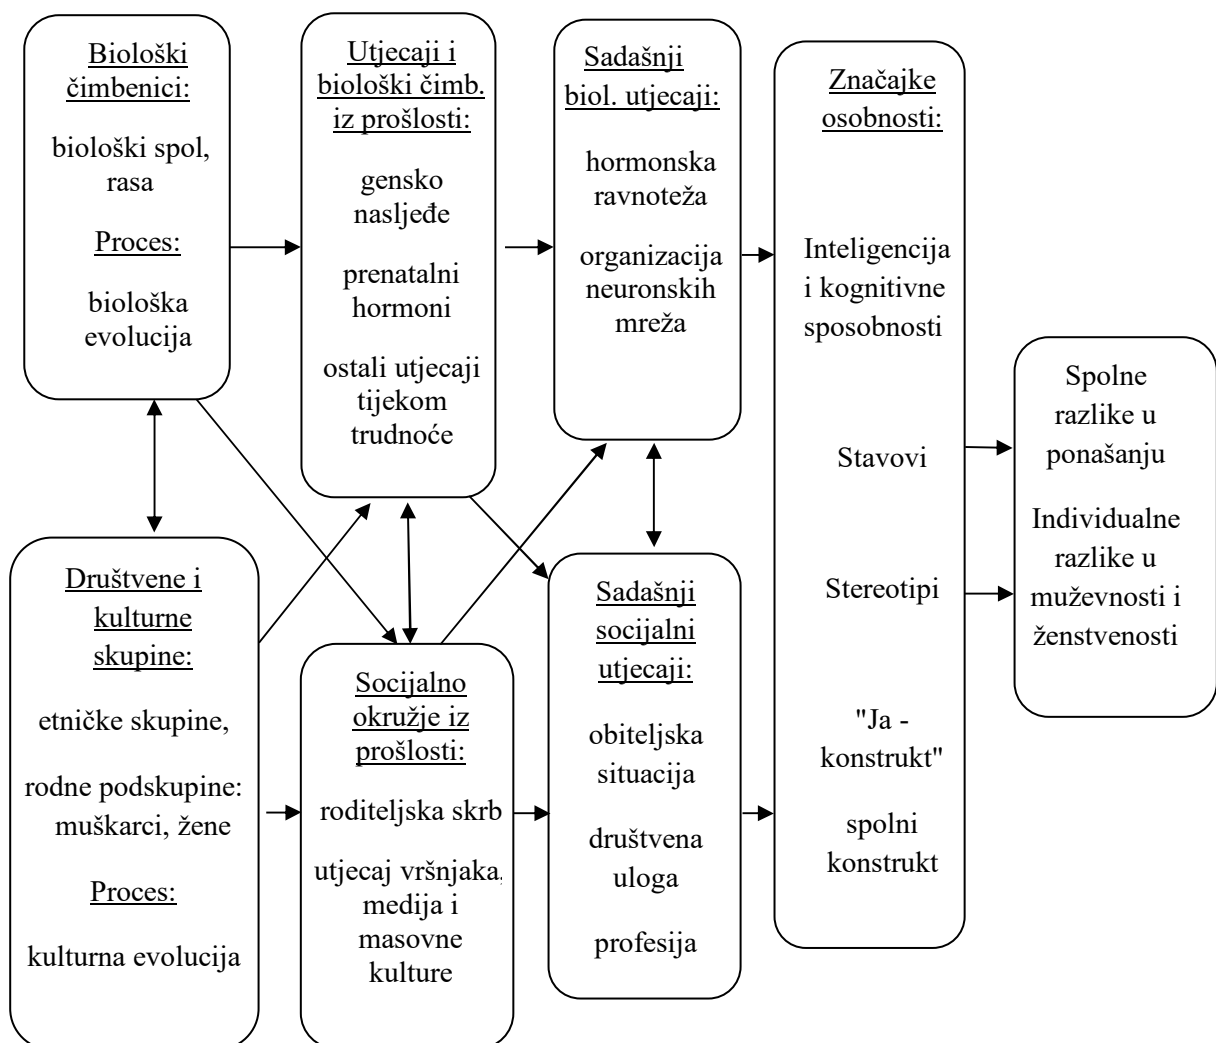 Biološki
čimbenici:
biološki spol,
rasa
Proces:
biološka
evolucija
Utjecaji i
biološki čimb.
iz prošlosti:
gensko
nasljeđe
prenatalni
hormoni
ostali utjecaji
tijekom
trudnoće
Sadašnji
biol. utjecaji:
hormonska
ravnoteža
organizacija
neuronskih
mreža
Značajke
osobnosti:
Inteligencija
i kognitivne
sposobnosti
Stavovi
Stereotipi
"Ja -
konstrukt"
spolni
konstrukt
Spolne
razlike u
ponašanju
Individualne
razlike u
muževnosti i
ženstvenosti
Društvene i
kulturne
skupine:
etničke skupine,
rodne podskupine:
muškarci, žene
Proces:
kulturna evolucija
Socijalno
okružje iz
prošlosti:
roditeljska skrb
utjecaj vršnjaka,
medija i
masovne
kulture
Sadašnji
socijalni
utjecaji:
obiteljska
situacija
društvena
uloga
profesija